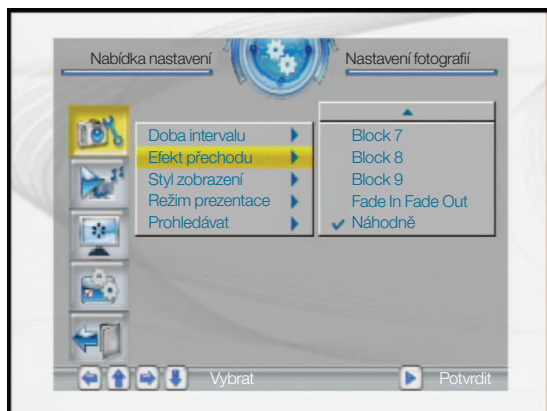 Nabídka nastavení
Nastavení fotografií
Doba intervalu
Efekt přechodu
Styl zobrazení
Režim prezentace
Prohledávat
Block 7
Block 8
Block 9
Fade In Fade Out
Náhodně
Vybrat
Potvrdit